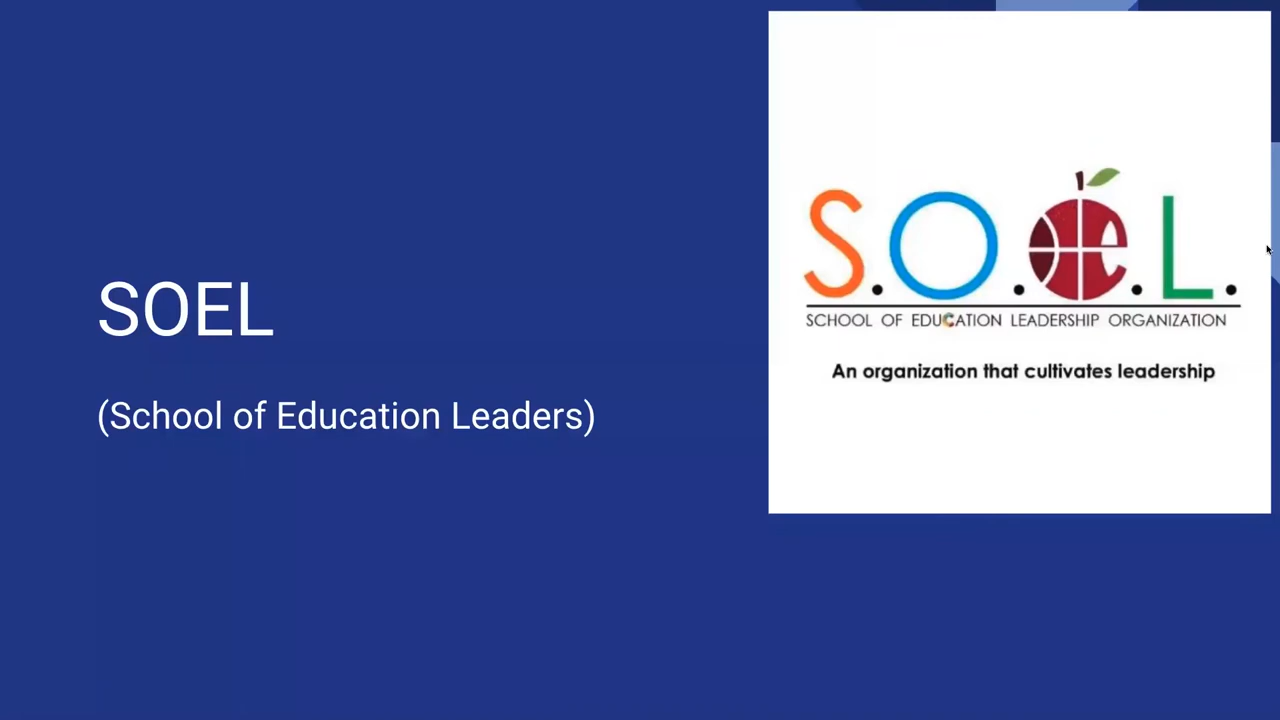 SOEL
(School of Education Leaders)
S.O.e.L.
SCHOOL OF EDUCATION LEADERSHIP ORGANIZATION
An organization that cultivates leadership